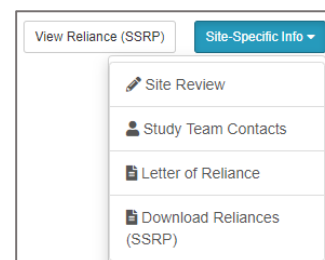 View Reliance (SSRP) Site-Specific Info
Site Review
Study Team Contacts
Letter of Reliance
Download Reliances
(SSRP)